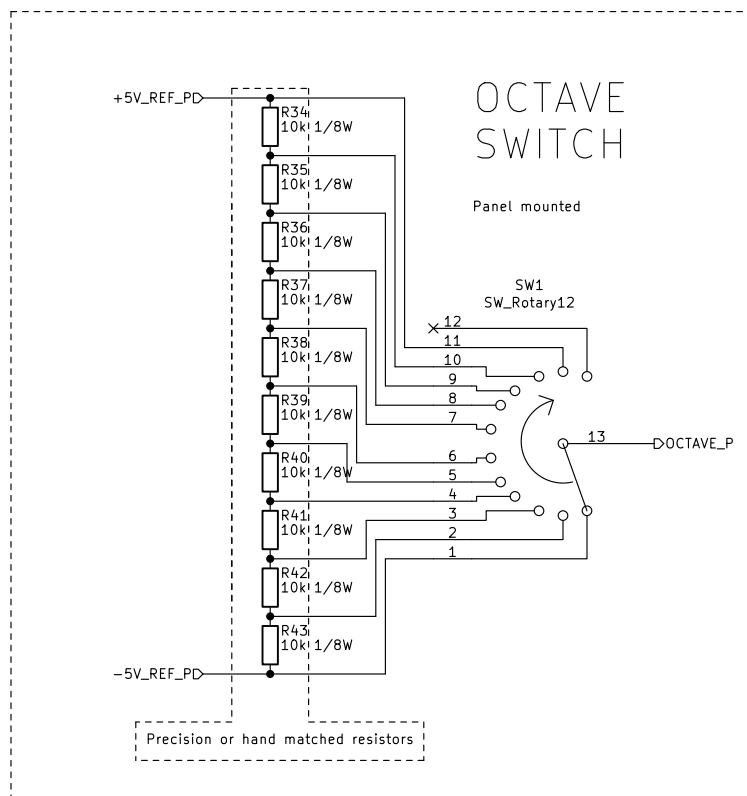 +5V_REF_P
OCTAVE
SWITCH
Panel mounted
R34
10k 1/8W
R35
10k 1/8W
R36
10k 1/8W
R37
10k 1/8W
R38
10k 1/8W
R39
10k 1/8W
R40
10k 1/8W
R41
10k 1/8W
R42
10k 1/8W
R43
10k 1/8W
SW1
SW_Rotary12
12
11
10
9
8
7
6
5
4
3
2
1
13
OCTAVE_P
-5V_REF_P
Precision or hand matched resistors